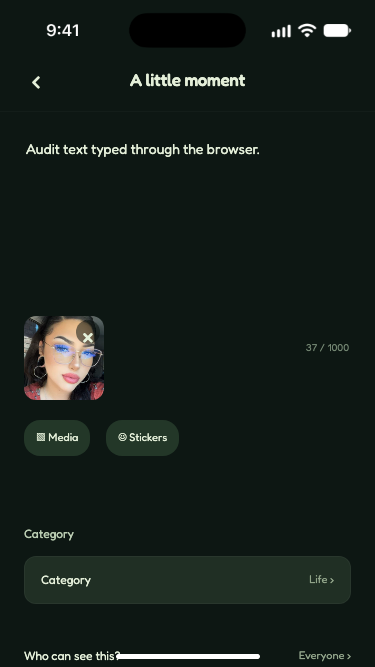 9:41
A little moment
Audit text typed through the browser.
37 / 1000
Media
Stickers
Category
Category
Life ›
Who can see this?
Everyone ›